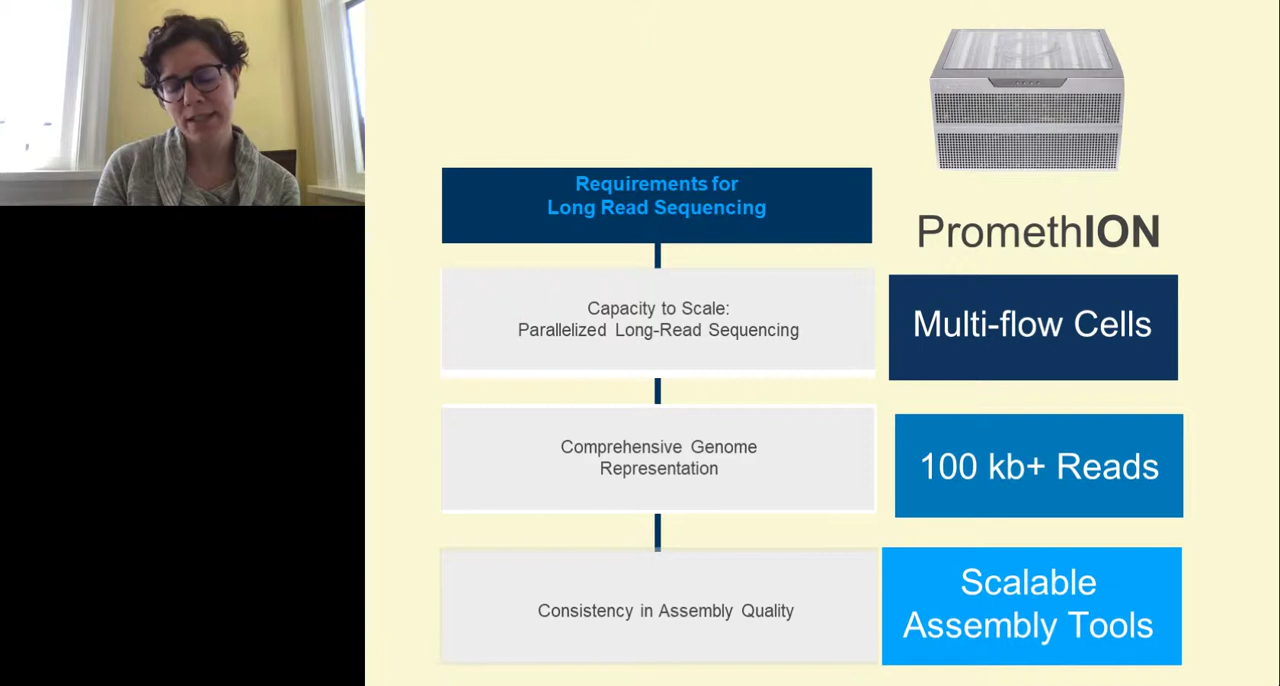 Requirements for
Long Read Sequencing
PromethION
Capacity to Scale:
Parallelized Long-Read Sequencing
Multi-flow Cells
Comprehensive Genome
Representation
100 kb+ Reads
Consistency in Assembly Quality
Scalable
Assembly Tools